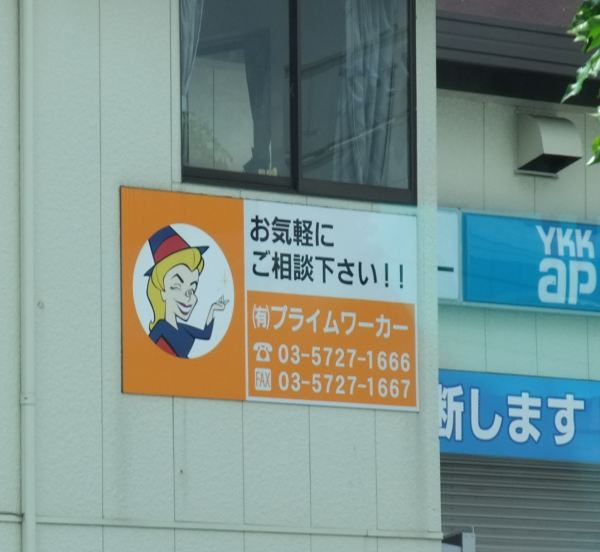 お気軽に
ご相談下さい!!
㈲プライムワーカー
☎ 03-5727-1666
FAX 03-5727-1667
YKK
ap
断します